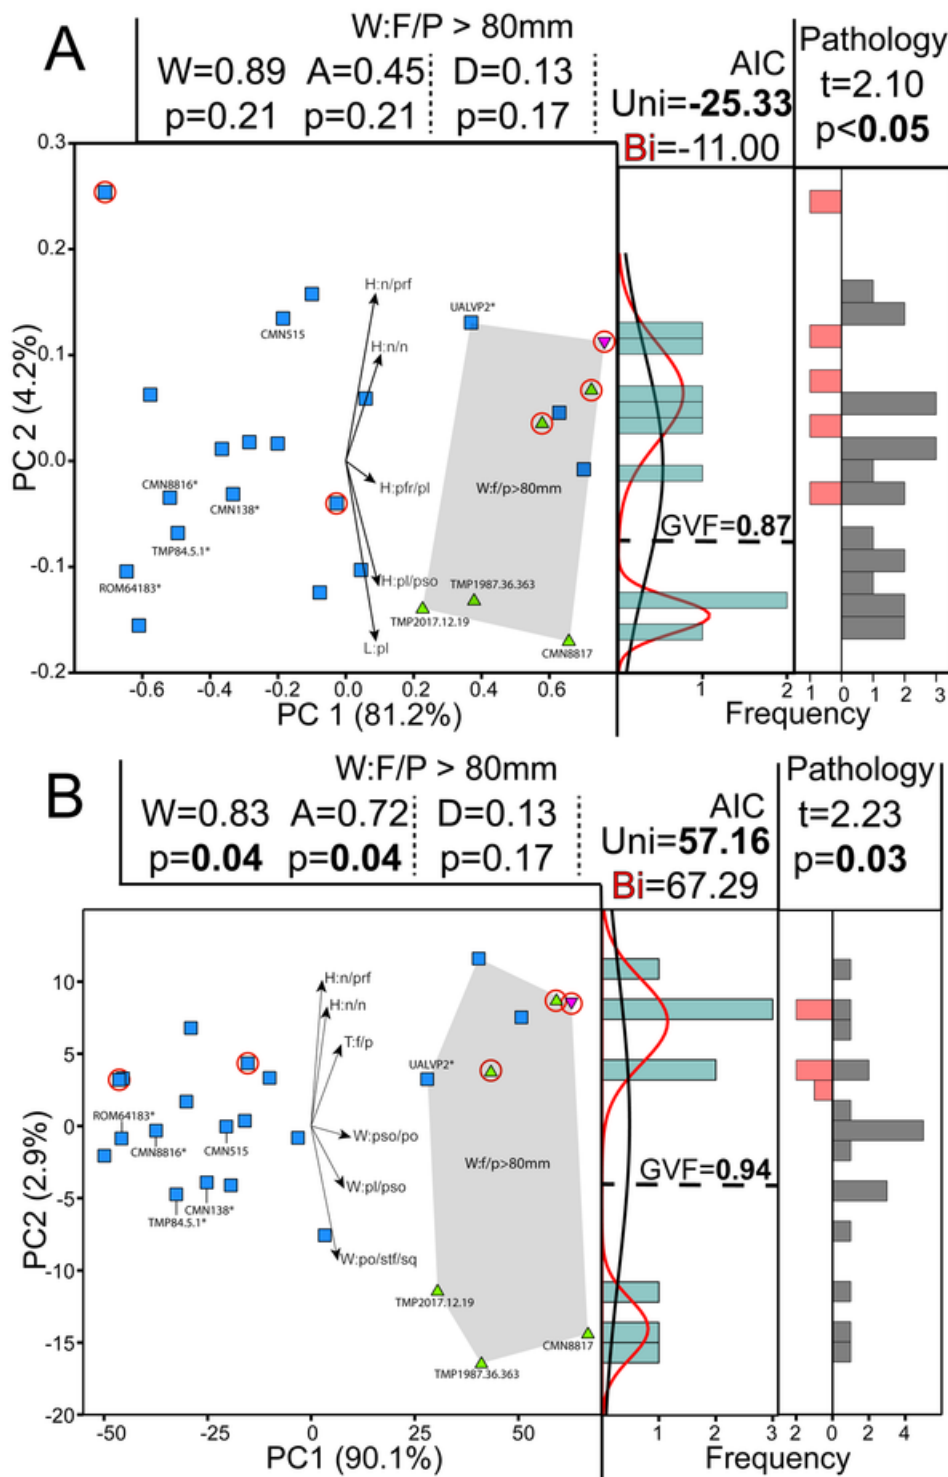 A
W:F/P > 80mm
W=0.89 A=0.45 D=0.13
p=0.21 p=0.21 p=0.17
AIC
Uni=-25.33
Bi=-11.00
Pathology
t=2.10
p<0.05
0.3
0.2
0.1
0.0
-0.1
-0.2
PC 2 (4.2%)
H:n/prf
UALVP2*
CMN515
H:n/n
CMN8816*
H:pfr/pl
W:f/p>80mm
CMN138*
GVF=0.87
TMP84.5.1*
ROM64183*
H:pl/pso
TMP1987.36.363
TMP2017.12.19
L:pl
CMN8817
-0.6 -0.4 -0.2 0.0 0.2 0.4 0.6
PC 1 (81.2%)
1 2
1 0 1 2 3
Frequency
B
W:F/P > 80mm
W=0.83 A=0.72 D=0.13
p=0.04 p=0.04 p=0.17
AIC
Uni=57.16
Bi=67.29
Pathology
t=2.23
p=0.03
10
5
0
-5
-10
-15
-20
PC2 (2.9%)
H:n/prf
H:n/n
T:f/p
UALVP2*
ROM64183*
CMN8816*
CMN515
W:pso/po
W:f/p>80mm
GVF=0.94
W:pl/pso
CMN138*
TMP84.5.1*
W:po/stf/sq
TMP2017.12.19
CMN8817
TMP1987.36.363
-50 -25 0 25 50
PC1 (90.1%)
1 2 3
2 0 2 4
Frequency